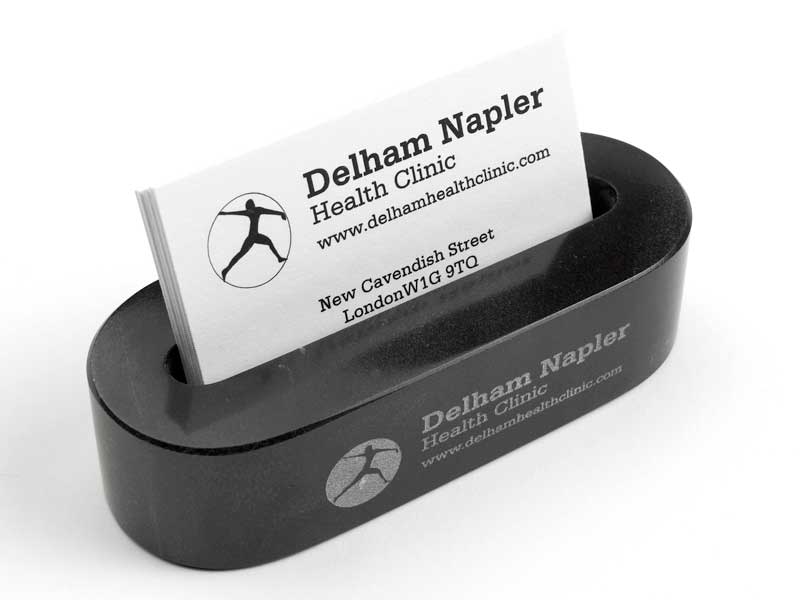 Delham Napler
Health Clinic
www.delhamhealthclinic.com
New Cavendish Street
LondonW1G 9TQ
Delham Napler
Health Clinic
www.delhamhealthclinic.com